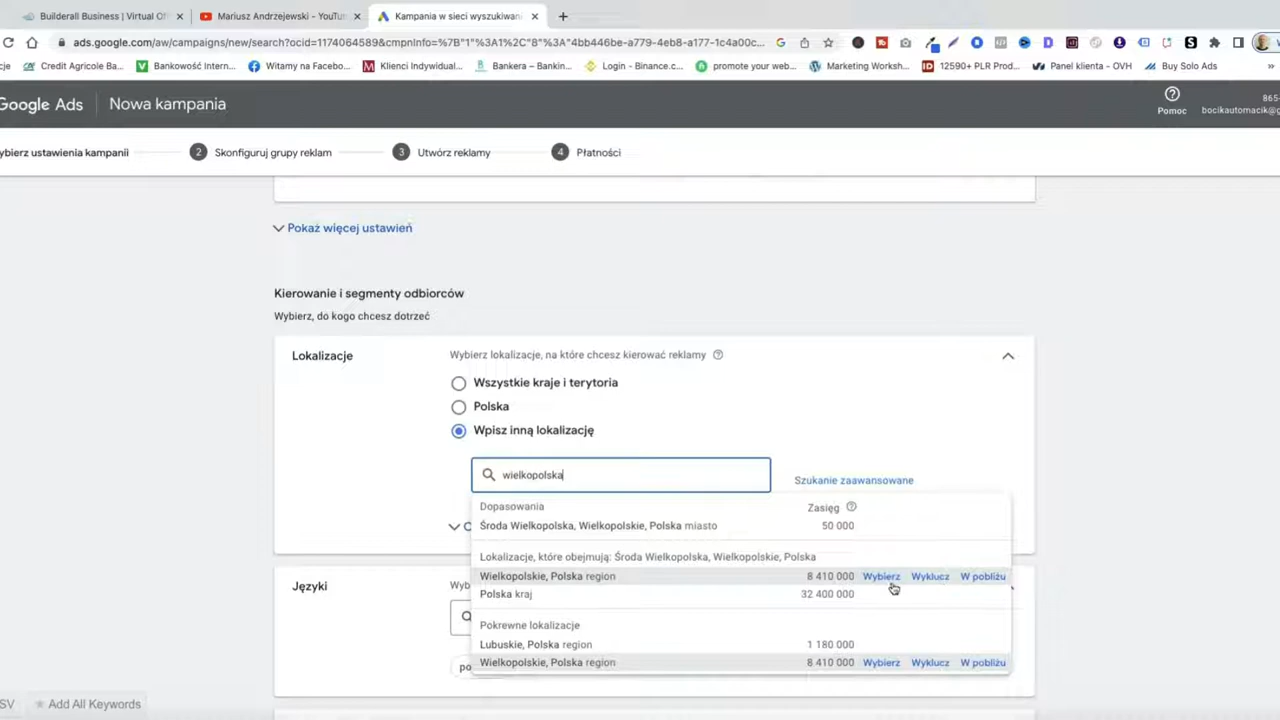 Builderall Business | Virtual Of
Mariusz Andrzejewski - YouTu
Kampania w sieci wyszukiwani
ads.google.com/aw/campaigns/new/search?ocid=1174064589&cmpnInfo=%7B"1"%3A1%2C"8"%3A"4bb446be-a779-4eb8-a177-1c4a00c...
cje
Credit Agricole Ba...
Bankowość Intern...
Witamy na Facebo...
Klienci Indywidual...
Bankera – Bankin...
Login - Binance.c...
promote your web...
Marketing Worksh...
12590+ PLR Prod...
Panel klienta - OVH
Buy Solo Ads
»
Google Ads
Nowa kampania
Pomoc
865-
bocikautomacik@g
ybierz ustawienia kampanii
2 Skonfiguruj grupy reklam
3 Utwórz reklamy
4 Płatności
Pokaż więcej ustawień
Kierowanie i segmenty odbiorców
Wybierz, do kogo chcesz dotrzeć
Lokalizacje
Wybierz lokalizacje, na które chcesz kierować reklamy
Wszystkie kraje i terytoria
Polska
Wpisz inną lokalizację
wielkopolska
Szukanie zaawansowane
Dopasowania Zasięg
Środa Wielkopolska, Wielkopolskie, Polska miasto 50 000
Lokalizacje, które obejmują: Środa Wielkopolska, Wielkopolskie, Polska
Wielkopolskie, Polska region 8 410 000 Wybierz Wyklucz W pobliżu
Polska kraj 32 400 000
Pokrewne lokalizacje
Lubuskie, Polska region 1 180 000
Wielkopolskie, Polska region 8 410 000 Wybierz Wyklucz W pobliżu
Języki
Wyb
po
SV
Add All Keywords